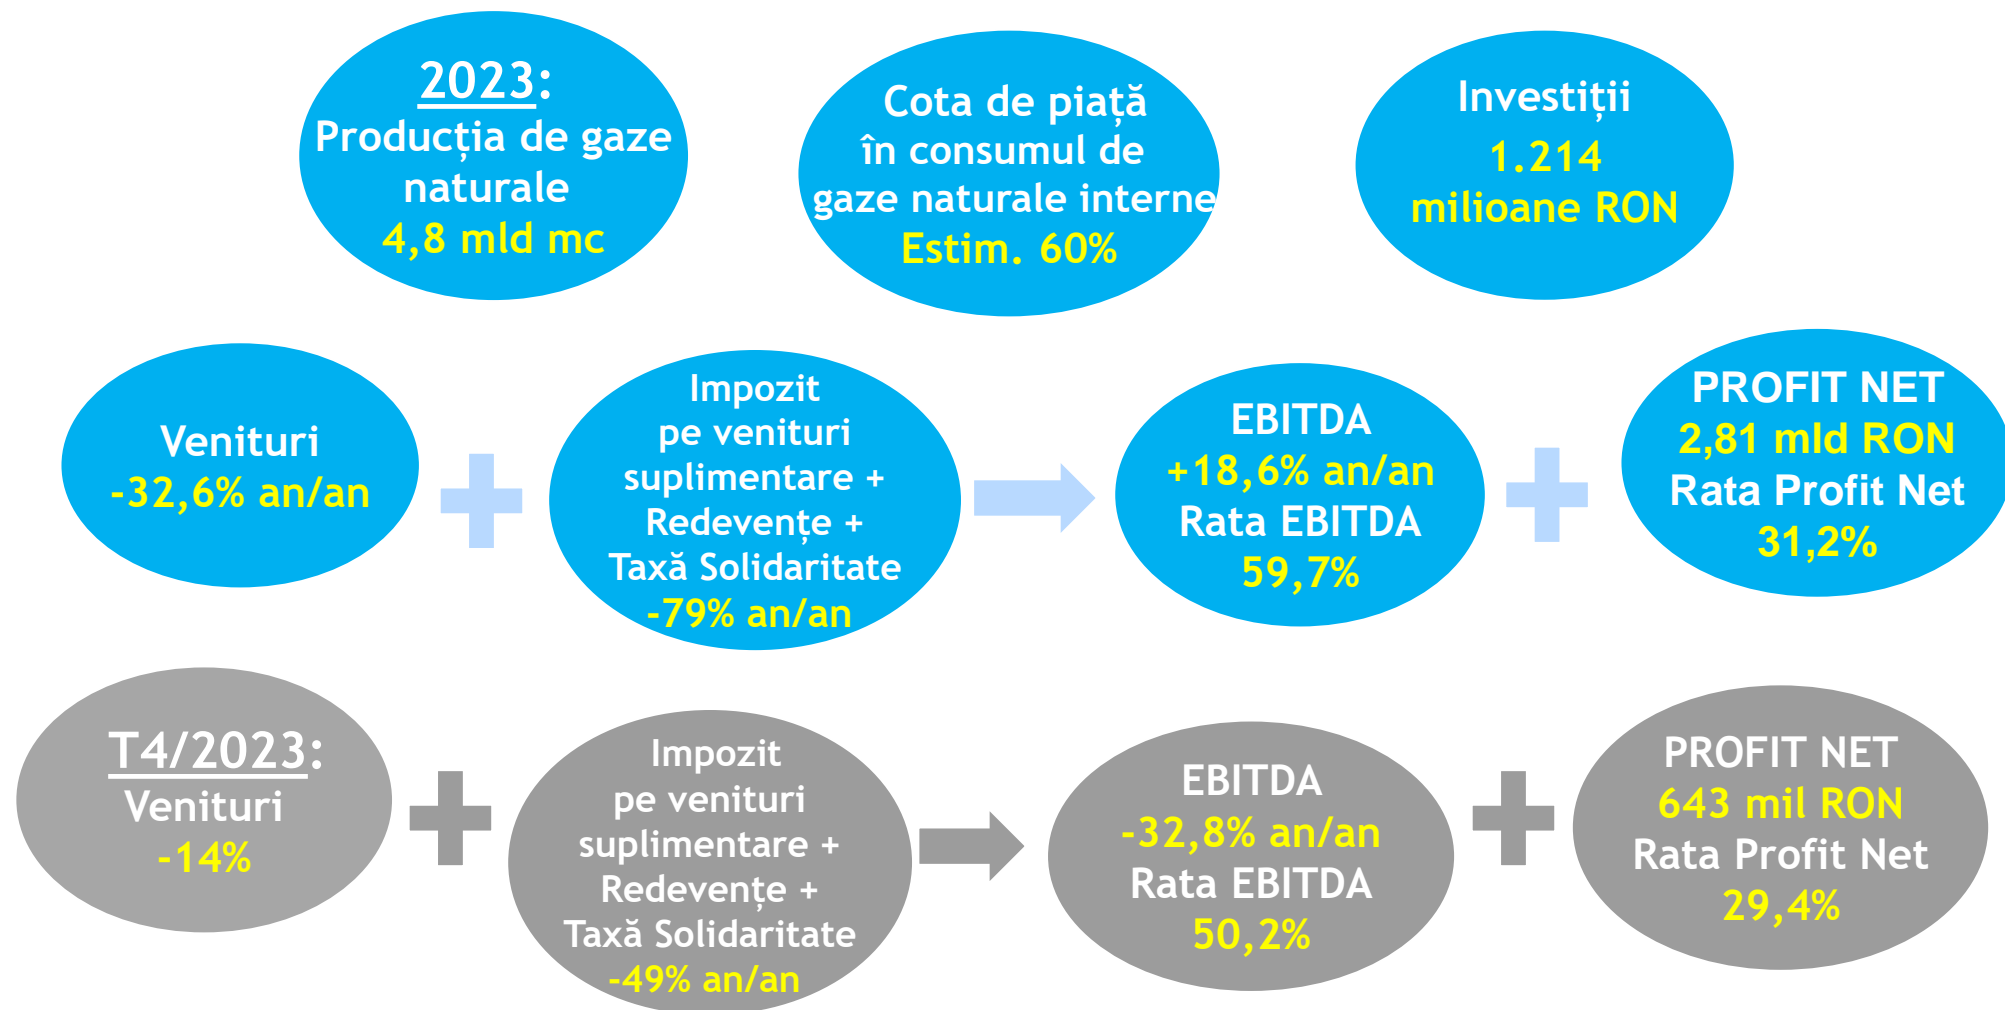 2023:
Producția de gaze
naturale
4,8 mld mc
Cota de piață
în consumul de
gaze naturale interne
Estim. 60%
Investiții
1.214
milioane RON
Venituri
-32,6% an/an
Impozit
pe venituri
suplimentare +
Redevențe +
Taxă Solidaritate
-79% an/an
EBITDA
+18,6% an/an
Rata EBITDA
59,7%
PROFIT NET
2,81 mld RON
Rata Profit Net
31,2%
T4/2023:
Venituri
-14%
Impozit
pe venituri
suplimentare +
Redevențe +
Taxă Solidaritate
-49% an/an
EBITDA
-32,8% an/an
Rata EBITDA
50,2%
PROFIT NET
643 mil RON
Rata Profit Net
29,4%